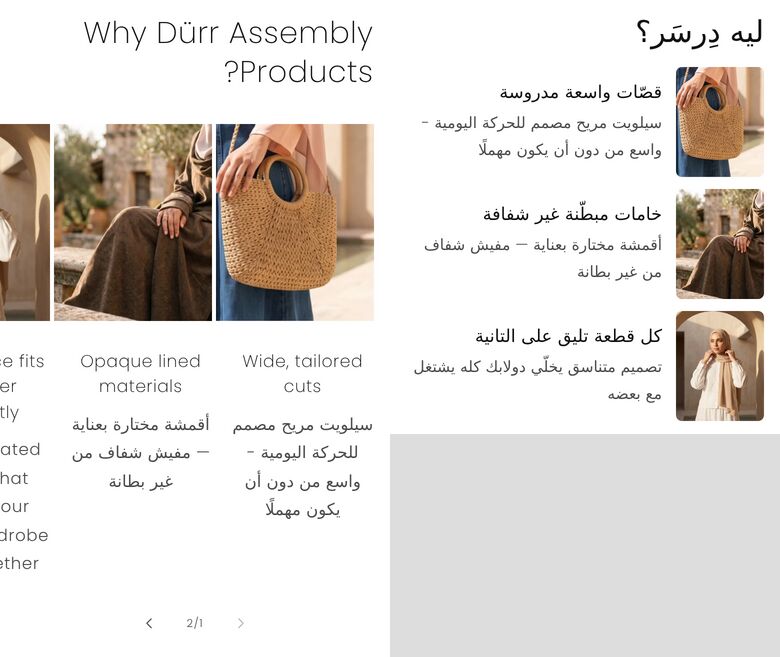 Why Dürr Assembly
Products?
Wide, tailored
cuts
سيلويت مريح مصمم
للحركة اليومية -
واسع من دون أن
يكون مهملًا
Opaque lined
materials
أقمشة مختارة بعناية
— مفيش شفاف من
غير بطانة
fits
2/1
ليه دِرسَر؟
قصّات واسعة مدروسة
سيلويت مريح مصمم للحركة اليومية -
واسع من دون أن يكون مهملًا
خامات مبطّنة غير شفافة
أقمشة مختارة بعناية — مفيش شفاف
من غير بطانة
كل قطعة تليق على التانية
تصميم متناسق يخلّي دولابك كله يشتغل
مع بعضه